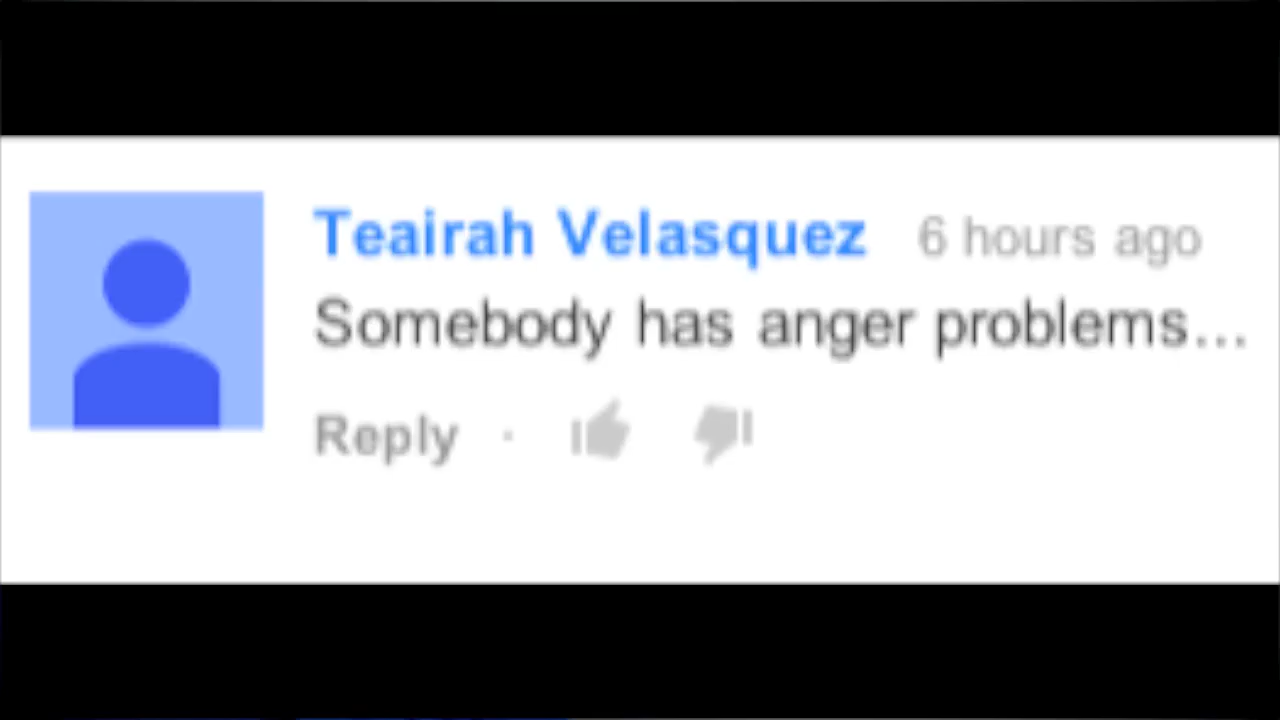 Teairah Velasquez 6 hours ago
Somebody has anger problems...
Reply ·